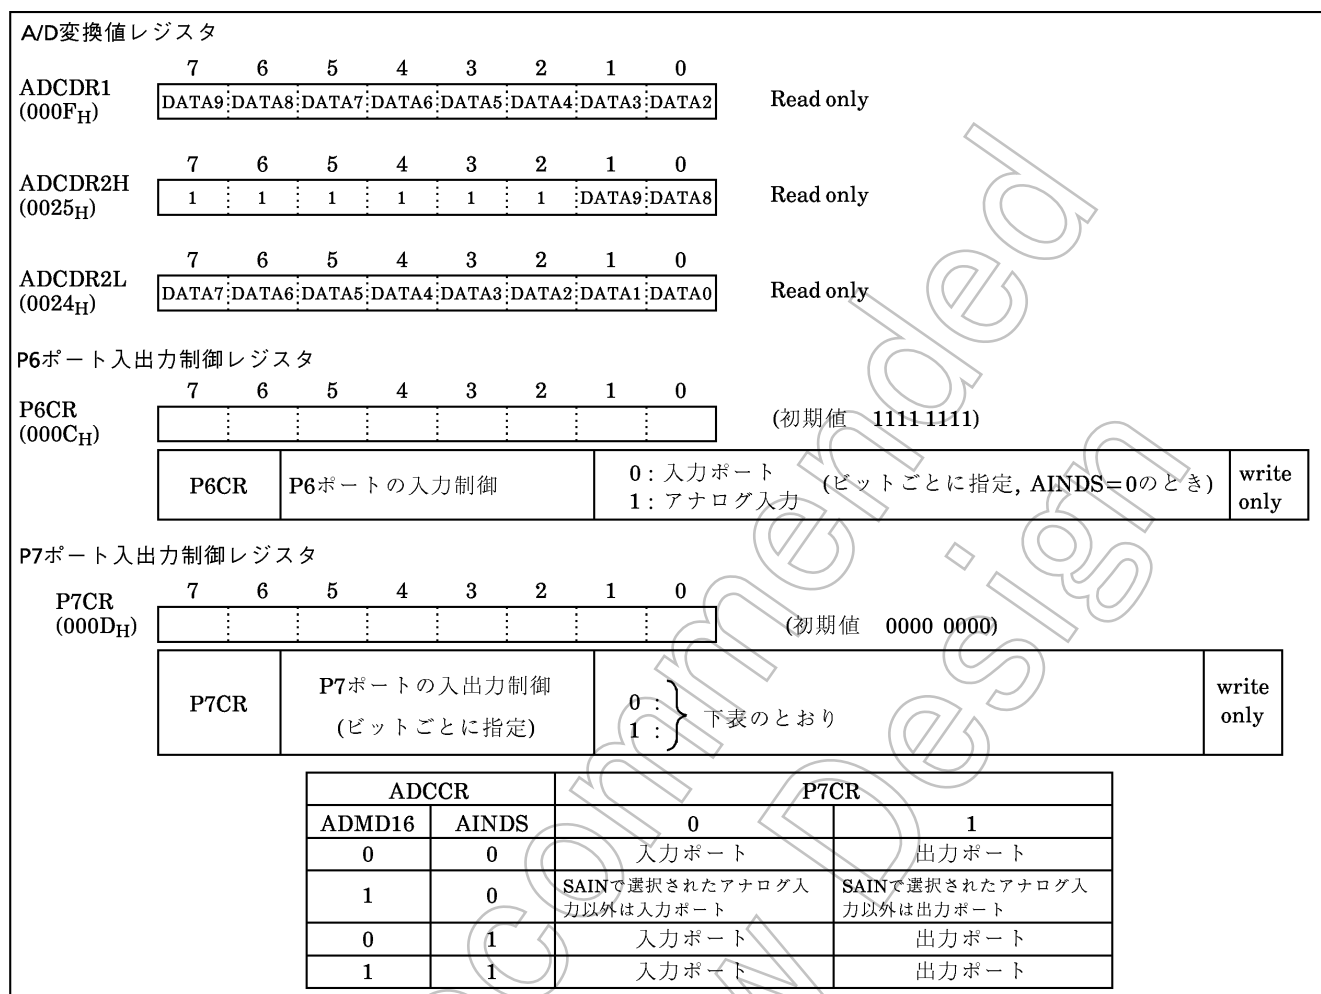 A/D変換値レジスタ
7 6 5 4 3 2 1 0
ADCDR1
(000FH)
DATA9 DATA8 DATA7 DATA6 DATA5 DATA4 DATA3 DATA2
Read only
7 6 5 4 3 2 1 0
ADCDR2H
(0025H)
1 1 1 1 1 1 DATA9 DATA8
Read only
7 6 5 4 3 2 1 0
ADCDR2L
(0024H)
DATA7 DATA6 DATA5 DATA4 DATA3 DATA2 DATA1 DATA0
Read only
P6ポート入出力制御レジスタ
7 6 5 4 3 2 1 0
P6CR
(000CH)
(初期値 1111 1111)
P6CR
P6ポートの入力制御
0 : 入力ポート
1 : アナログ入力
(ビットごとに指定, AINDS=0のとき)
write
only
P7ポート入出力制御レジスタ
7 6 5 4 3 2 1 0
P7CR
(000DH)
(初期値 0000 0000)
P7CR
P7ポートの入出力制御
(ビットごとに指定)
0 :
1 :
下表のとおり
write
only
ADCCR P7CR
ADMD16 AINDS 0 1
0 0 入力ポート 出力ポート
1 0
SAINで選択されたアナログ入
力以外は入力ポート
SAINで選択されたアナログ入
力以外は出力ポート
0 1 入力ポート 出力ポート
1 1 入力ポート 出力ポート